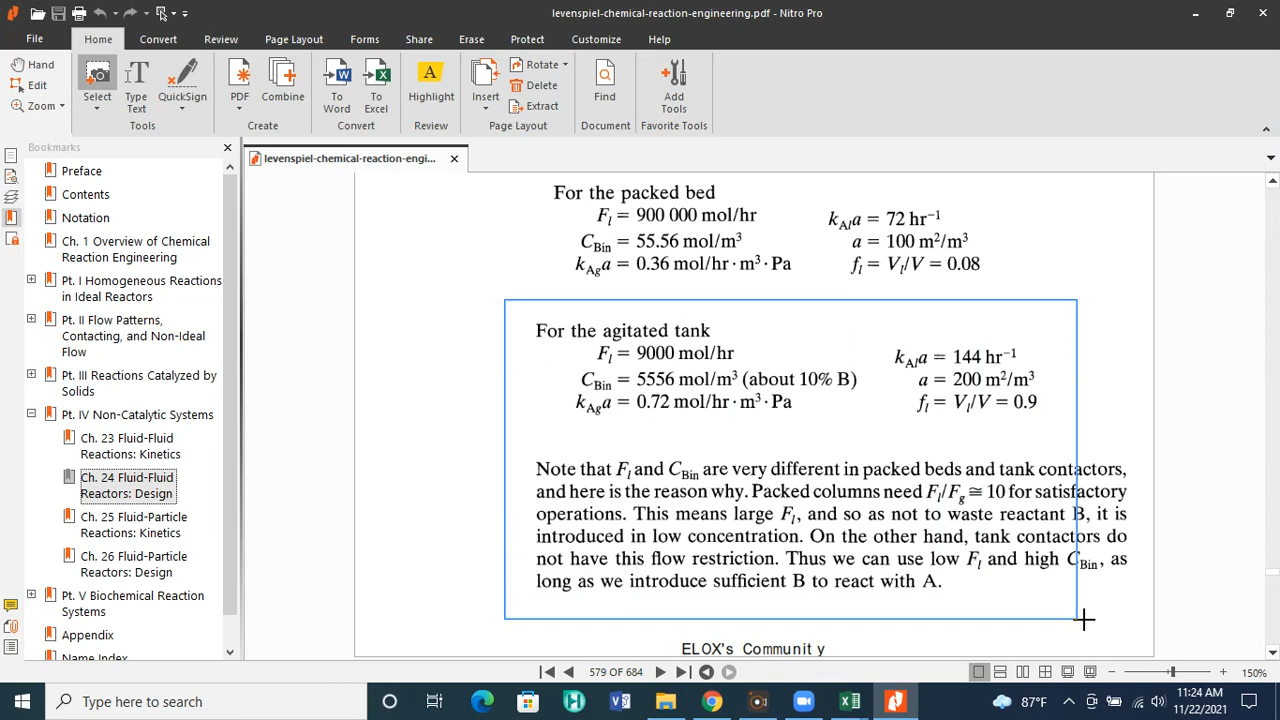 levenspiel-chemical-reaction-engineering.pdf - Nitro Pro
File Home Convert Review Page Layout Forms Share Erase Protect Customize Help
Hand
Edit
Zoom
Select
Type Text
QuickSign
Tools
PDF
Combine
Create
To Word
To Excel
Convert
Highlight
Review
Insert
Rotate
Delete
Extract
Page Layout
Find
Document
Add Tools
Favorite Tools
Bookmarks
levenspiel-chemical-reaction-engi...
Preface
Contents
Notation
Ch. 1 Overview of Chemical
Reaction Engineering
Pt. I Homogeneous Reactions
in Ideal Reactors
Pt. II Flow Patterns,
Contacting, and Non-Ideal
Flow
Pt. III Reactions Catalyzed by
Solids
Pt. IV Non-Catalytic Systems
Ch. 23 Fluid-Fluid
Reactions: Kinetics
Ch. 24 Fluid-Fluid
Reactors: Design
Ch. 25 Fluid-Particle
Reactions: Kinetics
Ch. 26 Fluid-Particle
Reactors: Design
Pt. V Biochemical Reaction
Systems
Appendix
Name Index
For the packed bed
F_l = 900 000 mol/hr k_Al a = 72 hr⁻¹
C_Bin = 55.56 mol/m³ a = 100 m²/m³
k_Ag a = 0.36 mol/hr · m³ · Pa f_l = V_l/V = 0.08
For the agitated tank
F_l = 9000 mol/hr k_Al a = 144 hr⁻¹
C_Bin = 5556 mol/m³ (about 10% B) a = 200 m²/m³
k_Ag a = 0.72 mol/hr · m³ · Pa f_l = V_l/V = 0.9
Note that F_l and C_Bin are very different in packed beds and tank contactors,
and here is the reason why. Packed columns need F_l/F_g ≅ 10 for satisfactory
operations. This means large F_l, and so as not to waste reactant B, it is
introduced in low concentration. On the other hand, tank contactors do
not have this flow restriction. Thus we can use low F_l and high C_Bin, as
long as we introduce sufficient B to react with A.
ELOX's Community
579 OF 684
150%
Type here to search
87°F
11:24 AM
11/22/2021